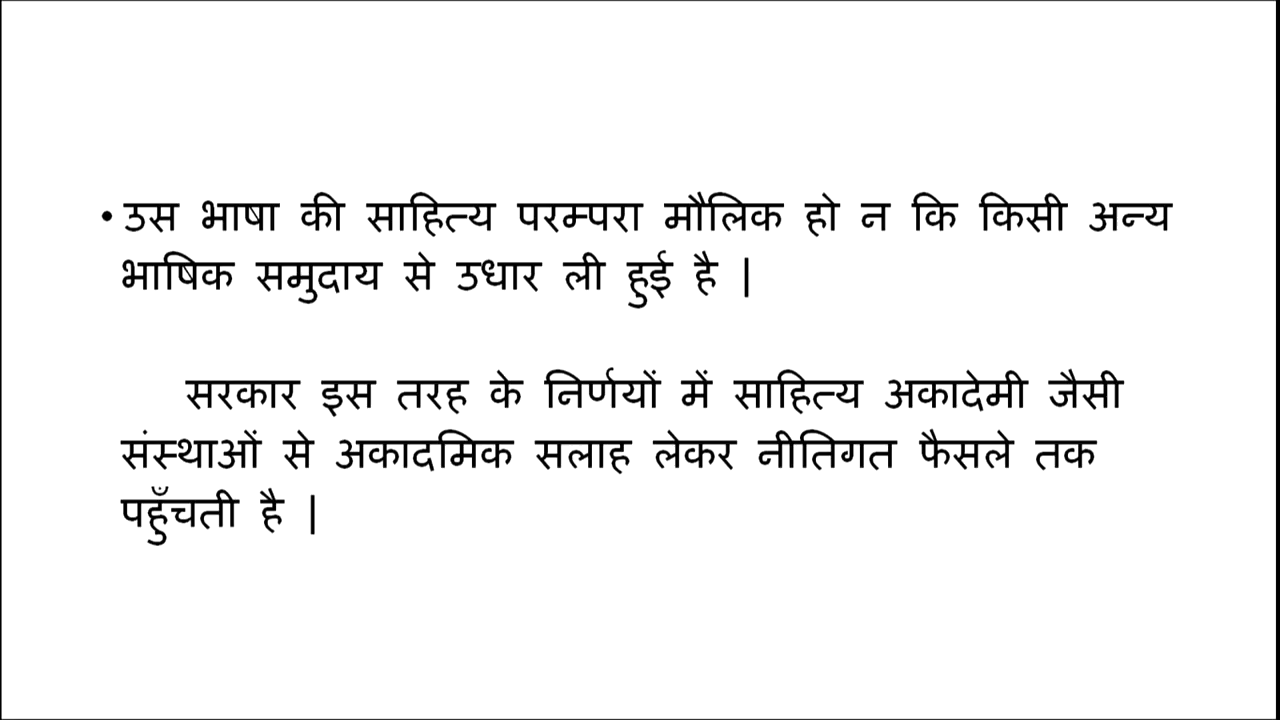 • उस भाषा की साहित्य परम्परा मौलिक हो न कि किसी अन्य
भाषिक समुदाय से उधार ली हुई है |
सरकार इस तरह के निर्णयों में साहित्य अकादेमी जैसी
संस्थाओं से अकादमिक सलाह लेकर नीतिगत फैसले तक
पहुँचती है |